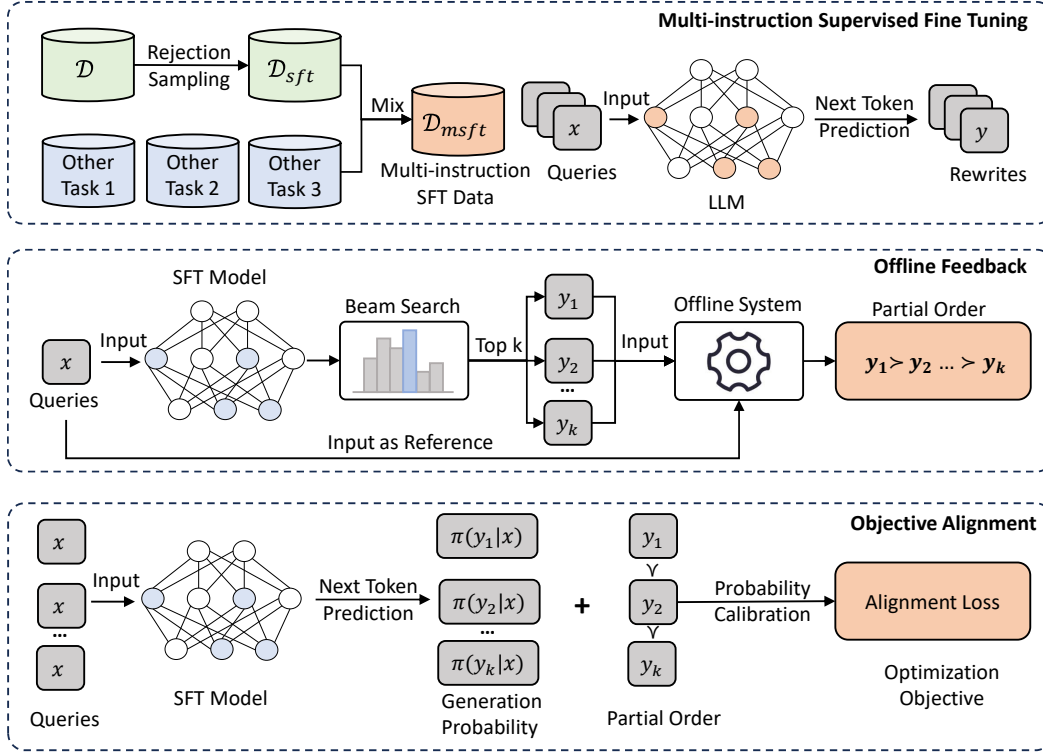 Multi-instruction Supervised Fine Tuning
𝒟
Rejection
Sampling
𝒟_{sft}
Other
Task 1
Other
Task 2
Other
Task 3
Mix
𝒟_{msft}
Multi-instruction
SFT Data
x
Queries
Input
LLM
Next Token
Prediction
y
Rewrites
Offline Feedback
x
Queries
Input
SFT Model
Beam Search
Top k
y_1
y_2
...
y_k
Input
Offline System
Partial Order
y_1 ≻ y_2 ... ≻ y_k
Input as Reference
Objective Alignment
x
x
...
x
Queries
Input
SFT Model
Next Token
Prediction
π(y_1|x)
π(y_2|x)
...
π(y_k|x)
Generation
Probability
+
y_1
≻
y_2
≻
y_k
Partial Order
Probability
Calibration
Alignment Loss
Optimization
Objective